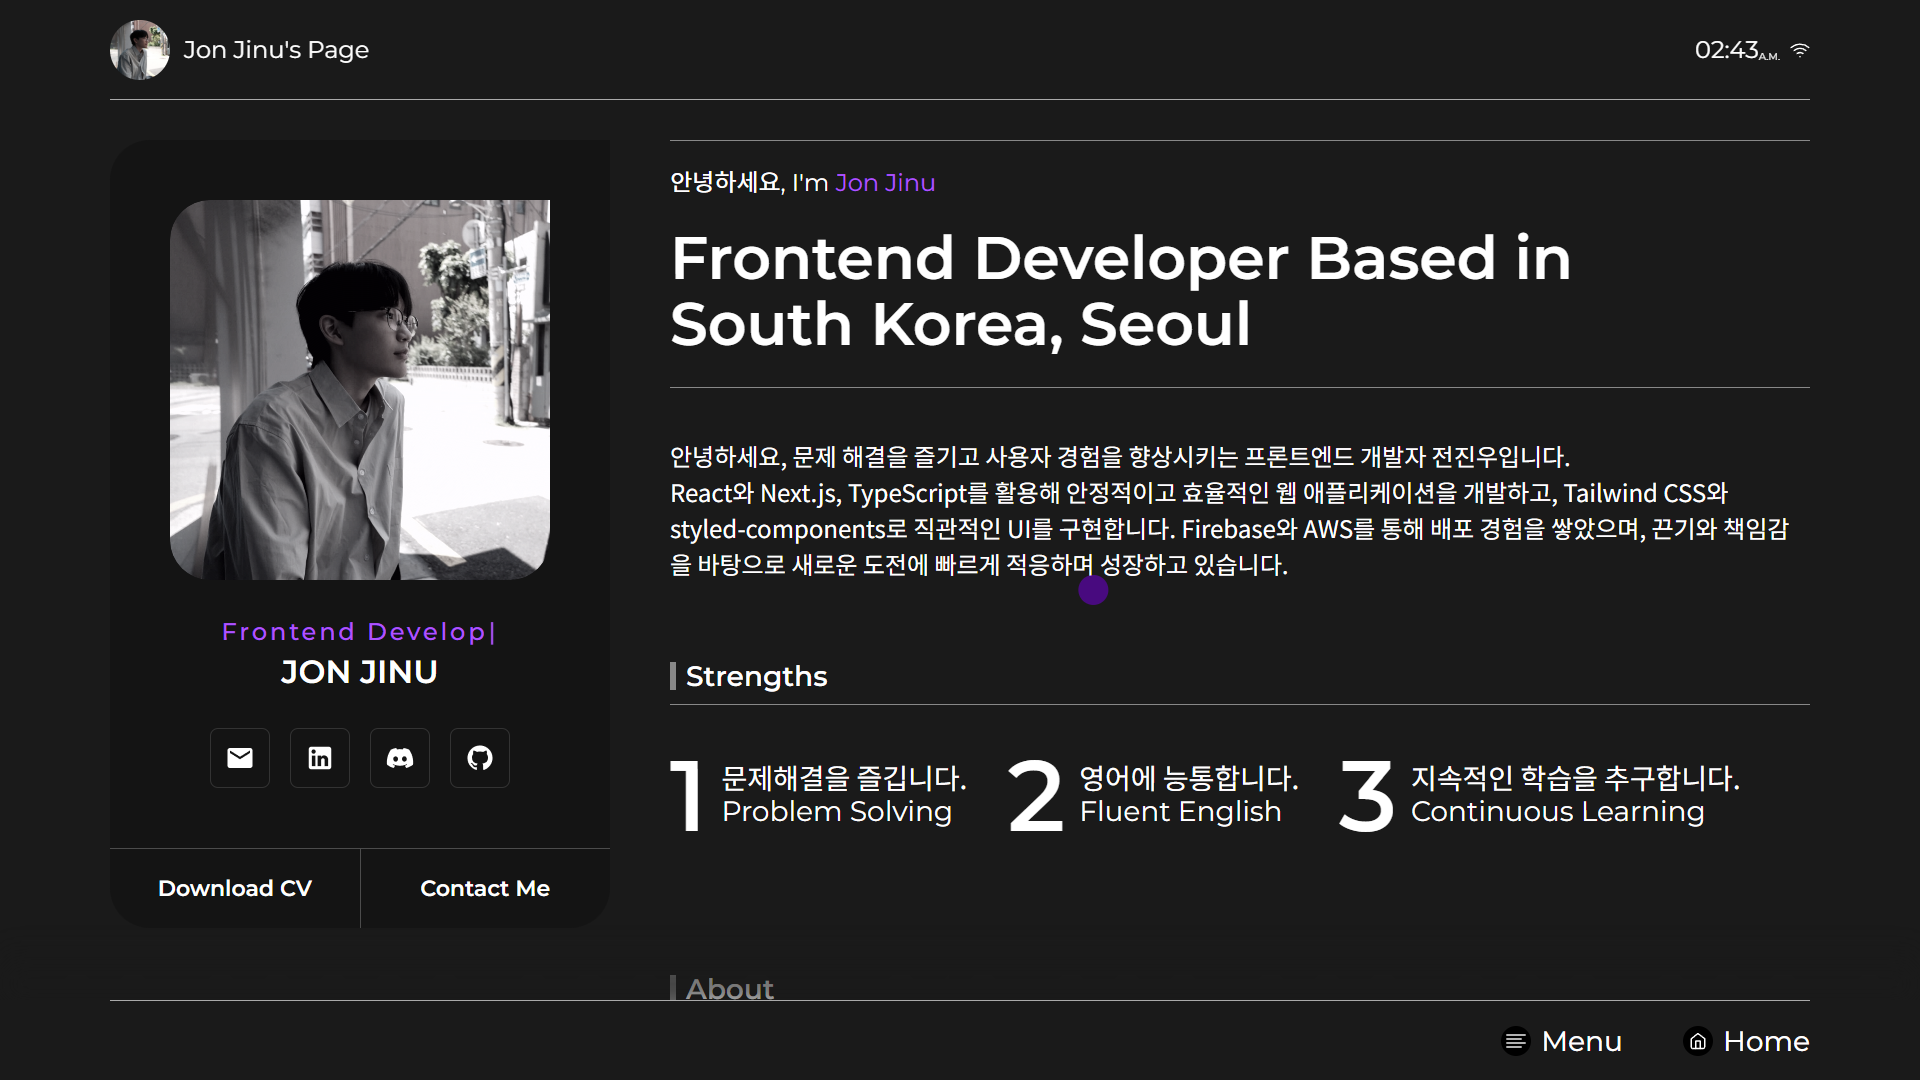 Jon Jinu's Page
02:43A.M.
Frontend Develop|
JON JINU
Download CV
Contact Me
안녕하세요, I'm Jon Jinu
Frontend Developer Based in
South Korea, Seoul
안녕하세요, 문제 해결을 즐기고 사용자 경험을 향상시키는 프론트엔드 개발자 전진우입니다.
React와 Next.js, TypeScript를 활용해 안정적이고 효율적인 웹 애플리케이션을 개발하고, Tailwind CSS와
styled-components로 직관적인 UI를 구현합니다. Firebase와 AWS를 통해 배포 경험을 쌓았으며, 끈기와 책임감
을 바탕으로 새로운 도전에 빠르게 적응하며 성장하고 있습니다.
Strengths
1
문제해결을 즐깁니다.
Problem Solving
2
영어에 능통합니다.
Fluent English
3
지속적인 학습을 추구합니다.
Continuous Learning
About
Menu
Home